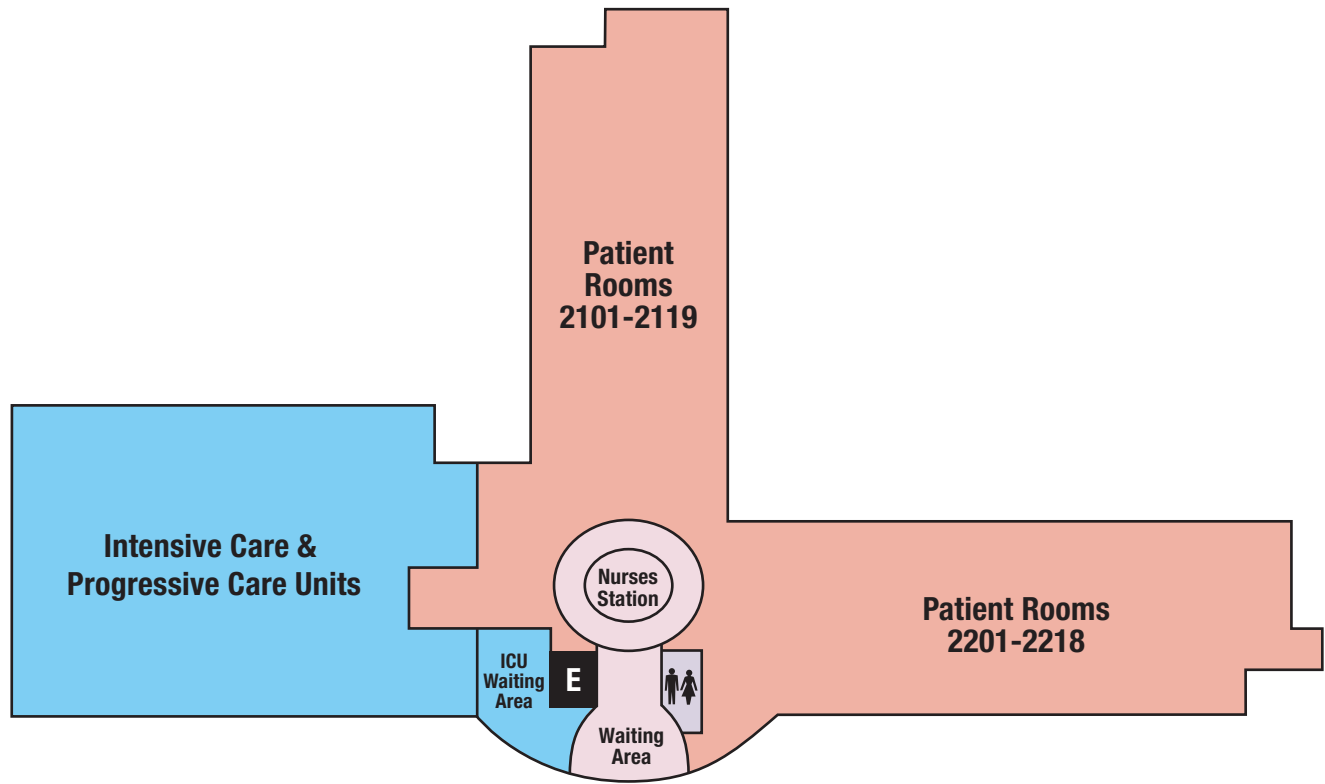 Patient
Rooms
2101-2119
Intensive Care &
Progressive Care Units
Nurses
Station
Patient Rooms
2201-2218
ICU
Waiting
Area
E
Waiting
Area